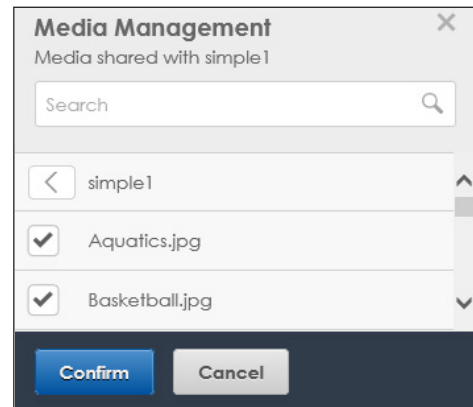 Media Management
Media shared with simple1
Search
simple1
Aquatics.jpg
Basketball.jpg
Confirm Cancel